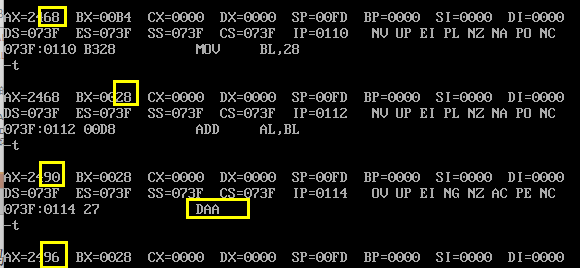 AX=2468 BX=00B4 CX=0000 DX=0000 SP=00FD BP=0000 SI=0000 DI=0000
DS=073F ES=073F SS=073F CS=073F IP=0110 NV UP EI PL NZ NA PO NC
073F:0110 B328 MOV BL,28
-t
AX=2468 BX=0028 CX=0000 DX=0000 SP=00FD BP=0000 SI=0000 DI=0000
DS=073F ES=073F SS=073F CS=073F IP=0112 NV UP EI PL NZ NA PO NC
073F:0112 00D8 ADD AL,BL
-t
AX=2490 BX=0028 CX=0000 DX=0000 SP=00FD BP=0000 SI=0000 DI=0000
DS=073F ES=073F SS=073F CS=073F IP=0114 OV UP EI NG NZ AC PE NC
073F:0114 27 DAA
-t
AX=2496 BX=0028 CX=0000 DX=0000 SP=00FD BP=0000 SI=0000 DI=0000